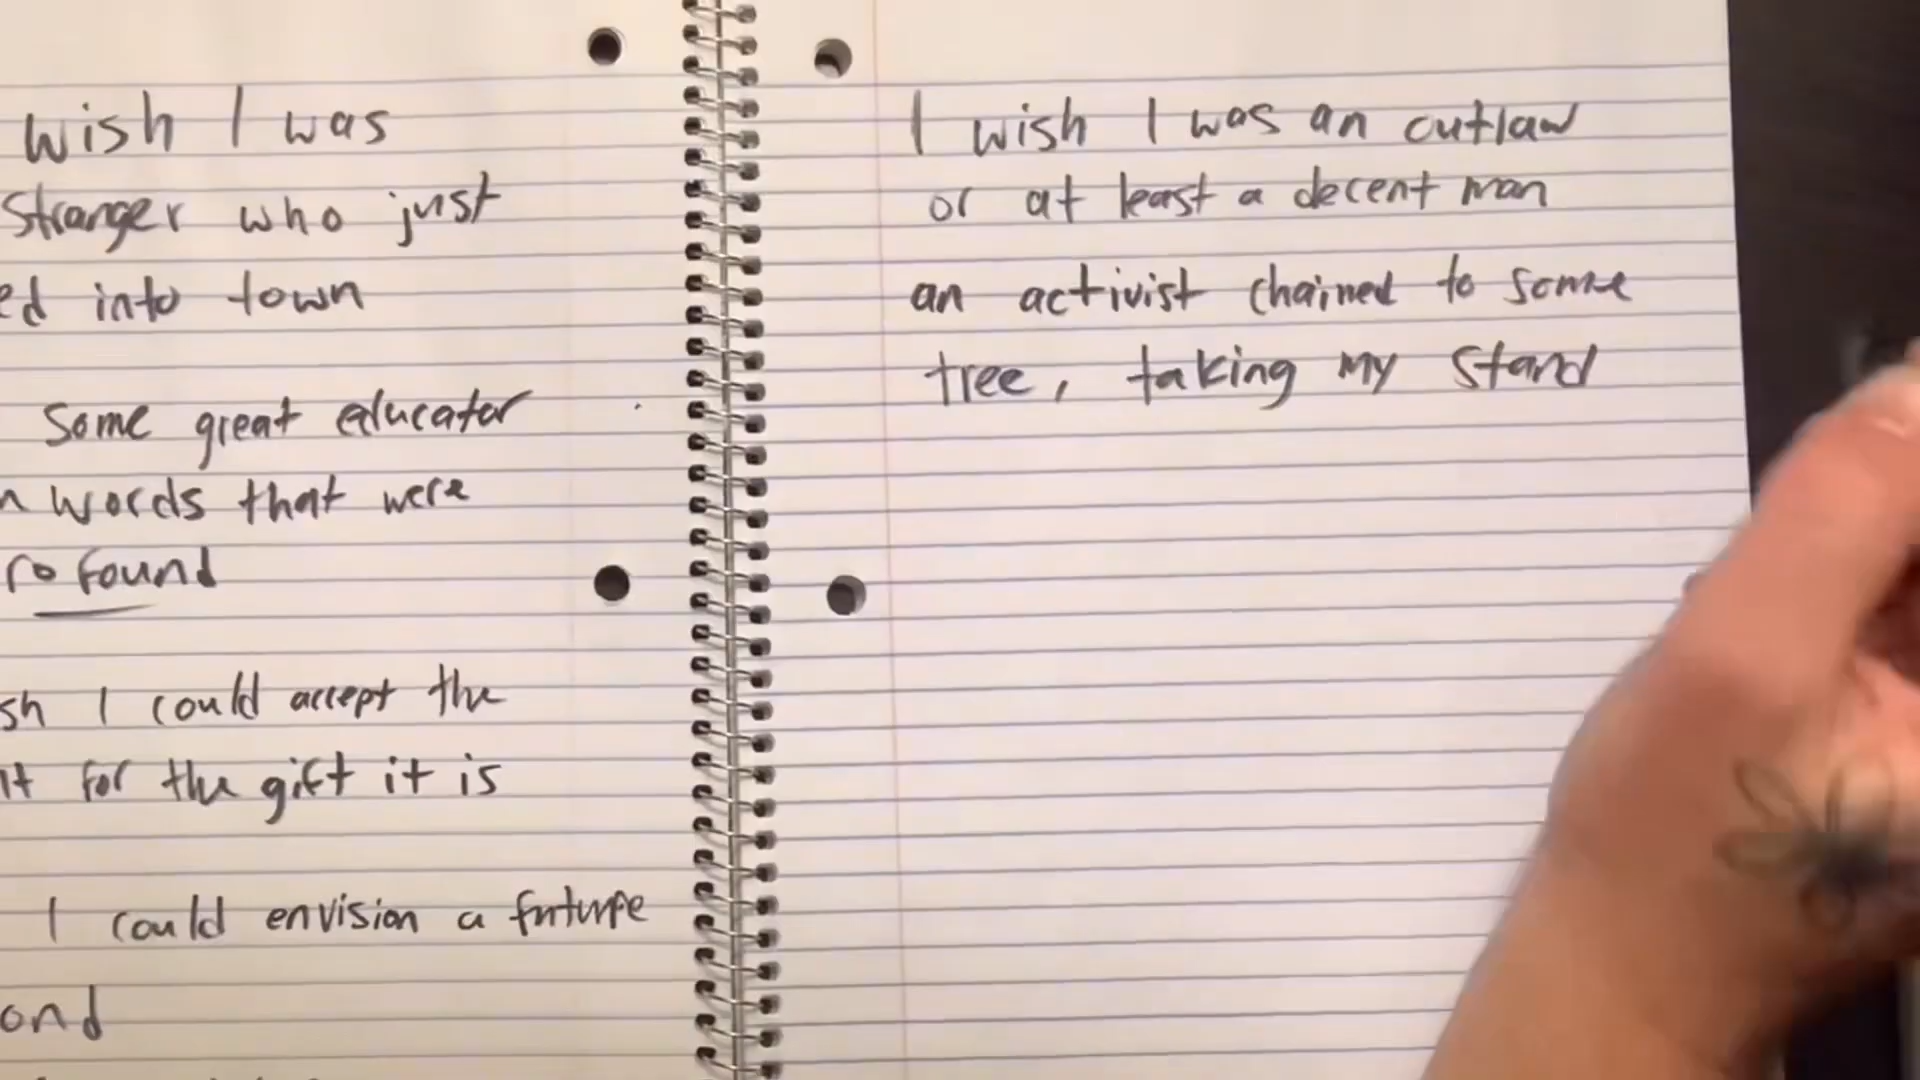 wish I was
stranger who just
ed into town
some great educator
words that were
rofound
sh I could accept the
for the gift it is
I could envision a future
ond
I wish I was an outlaw
or at least a decent man
an activist chained to some
tree, taking my stand